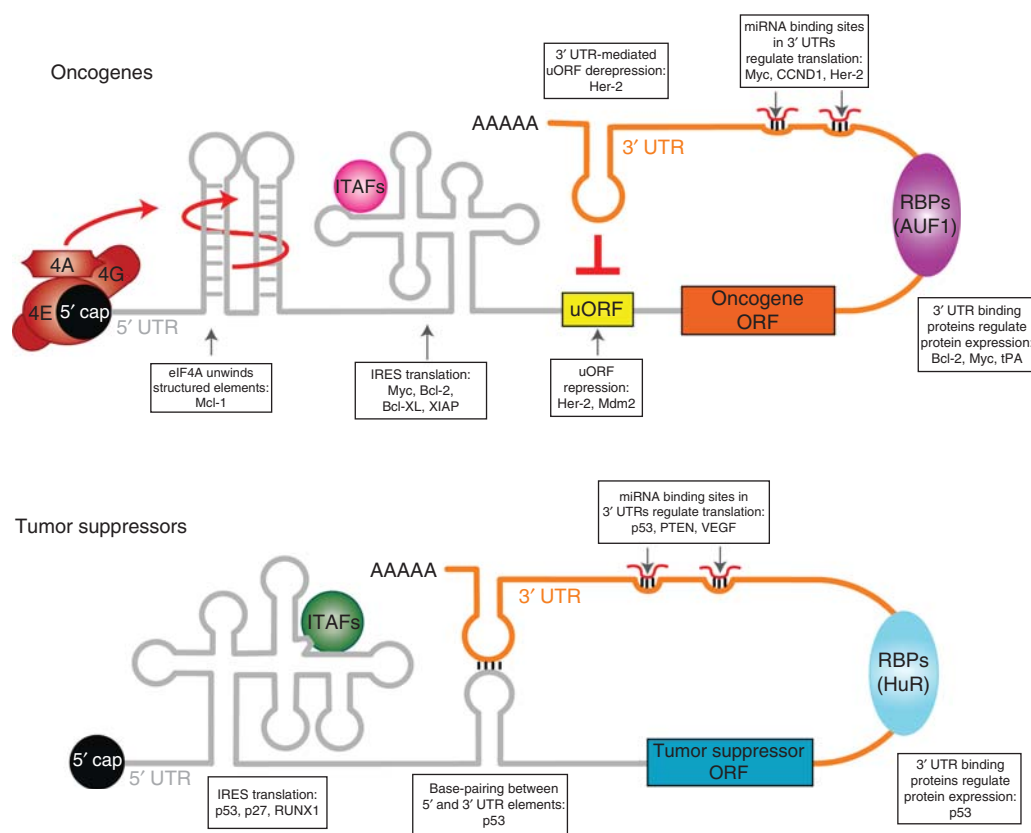 Oncogenes
3′ UTR-mediated
uORF derepression:
Her-2
miRNA binding sites
in 3′ UTRs
regulate translation:
Myc, CCND1, Her-2
AAAAA
3′ UTR
ITAFs
RBPs
(AUF1)
4A
4G
4E
5′ cap
5′ UTR
uORF
Oncogene
ORF
eIF4A unwinds
structured elements:
Mcl-1
IRES translation:
Myc, Bcl-2,
Bcl-XL, XIAP
uORF
repression:
Her-2, Mdm2
3′ UTR binding
proteins regulate
protein expression:
Bcl-2, Myc, tPA
Tumor suppressors
miRNA binding sites in
3′ UTRs regulate translation:
p53, PTEN, VEGF
AAAAA
3′ UTR
ITAFs
RBPs
(HuR)
5′ cap
5′ UTR
Tumor suppressor
ORF
IRES translation:
p53, p27, RUNX1
Base-pairing between
5′ and 3′ UTR elements:
p53
3′ UTR binding
proteins regulate
protein expression:
p53